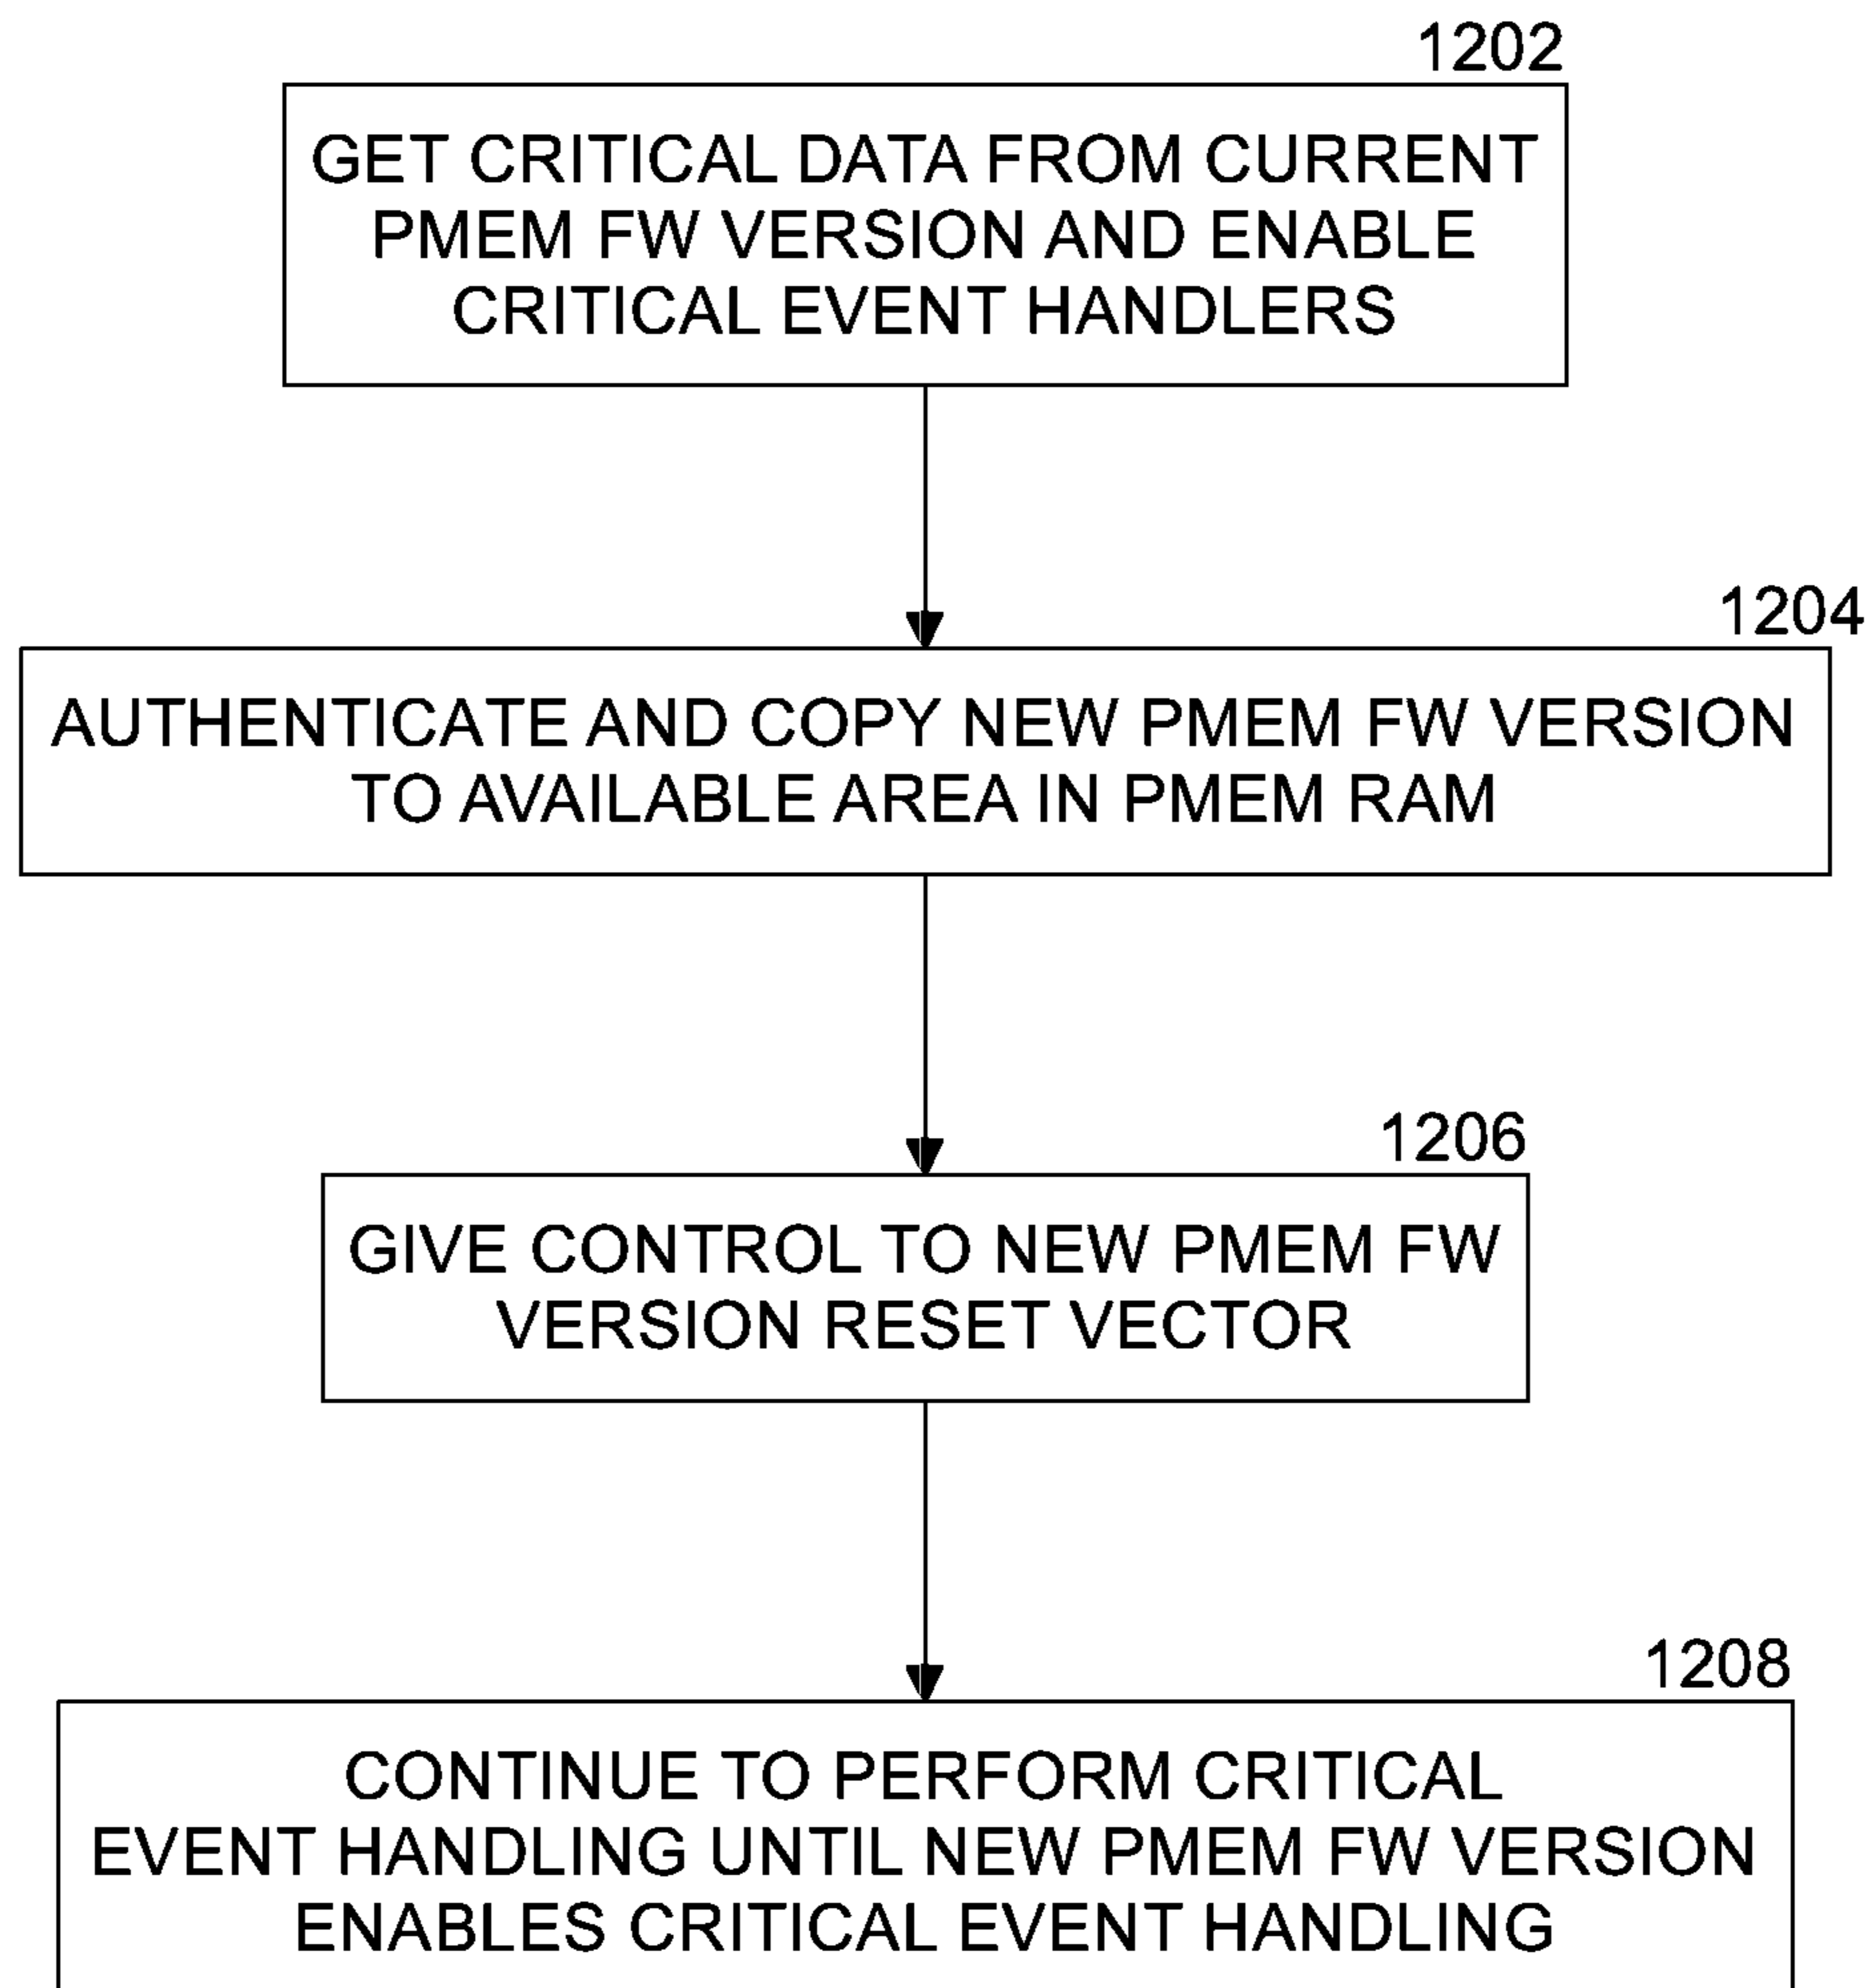 1202
GET CRITICAL DATA FROM CURRENT
PMEM FW VERSION AND ENABLE
CRITICAL EVENT HANDLERS
1204
AUTHENTICATE AND COPY NEW PMEM FW VERSION
TO AVAILABLE AREA IN PMEM RAM
1206
GIVE CONTROL TO NEW PMEM FW
VERSION RESET VECTOR
1208
CONTINUE TO PERFORM CRITICAL
EVENT HANDLING UNTIL NEW PMEM FW VERSION
ENABLES CRITICAL EVENT HANDLING